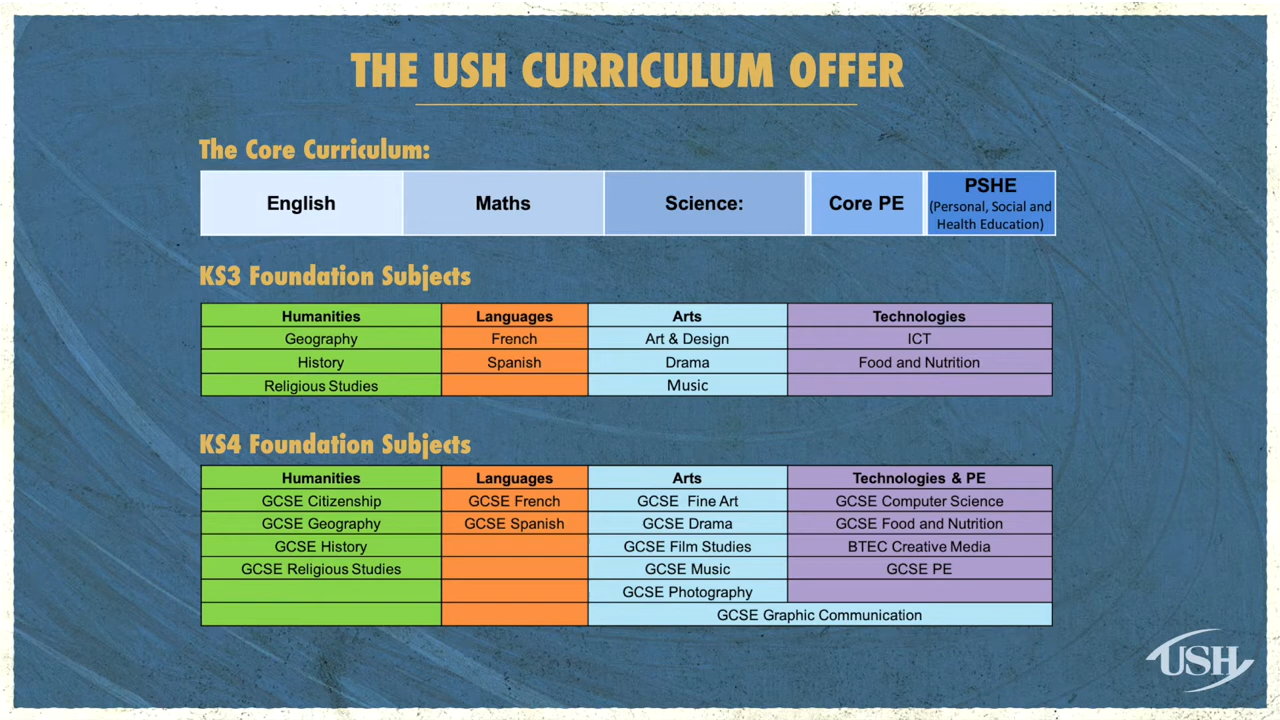 THE USH CURRICULUM OFFER
The Core Curriculum:
English Maths Science: Core PE PSHE
(Personal, Social and
Health Education)
KS3 Foundation Subjects
Humanities Languages Arts Technologies
Geography French Art & Design ICT
History Spanish Drama Food and Nutrition
Religious Studies Music
KS4 Foundation Subjects
Humanities Languages Arts Technologies & PE
GCSE Citizenship GCSE French GCSE Fine Art GCSE Computer Science
GCSE Geography GCSE Spanish GCSE Drama GCSE Food and Nutrition
GCSE History GCSE Film Studies BTEC Creative Media
GCSE Religious Studies GCSE Music GCSE PE
GCSE Photography
GCSE Graphic Communication
USH